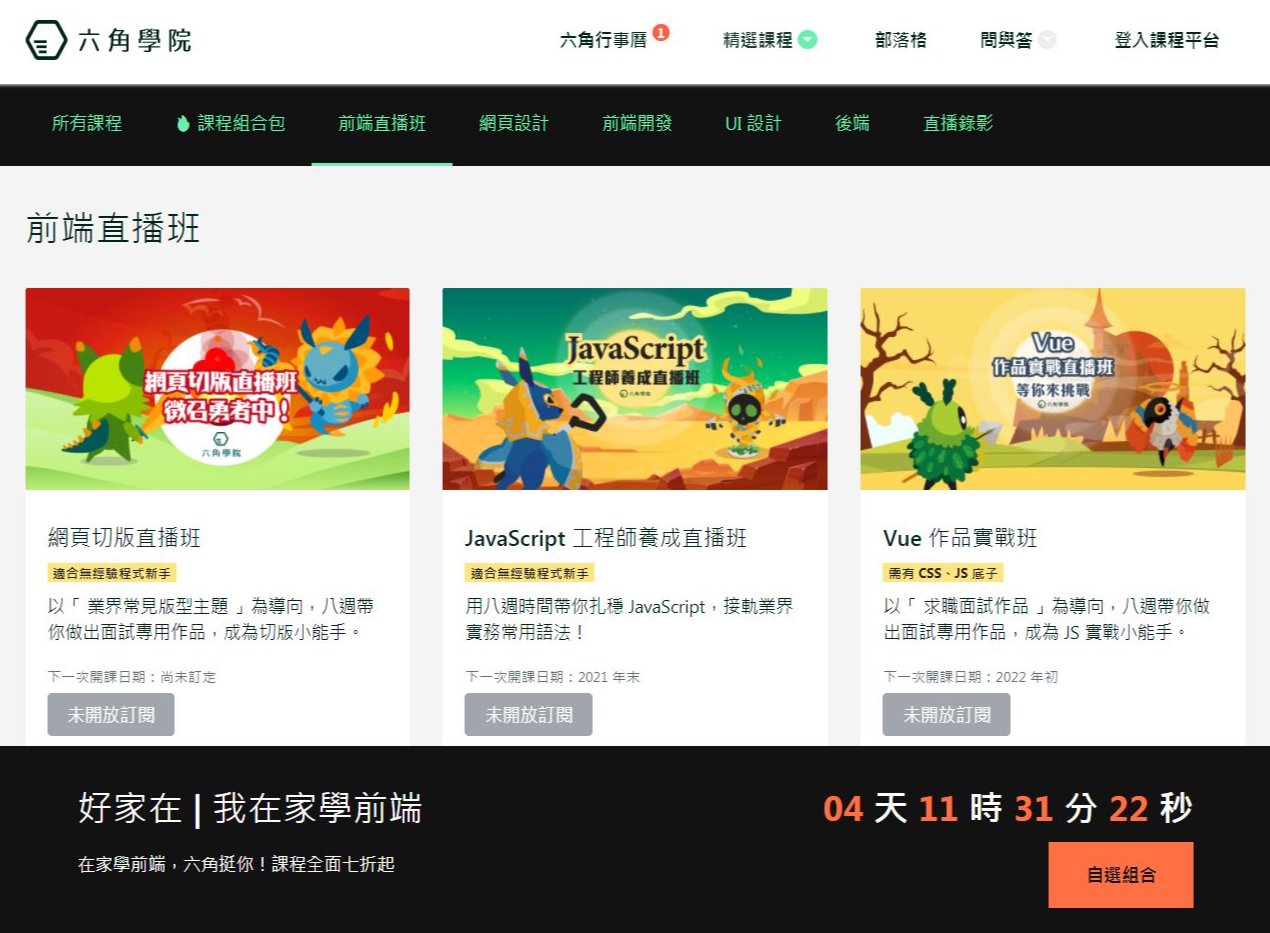 六角學院
六角行事曆 1
精選課程
部落格
問與答
登入課程平台
所有課程
課程組合包
前端直播班
網頁設計
前端開發
UI 設計
後端
直播錄影
前端直播班
網頁切版直播班
徵召勇者中！
六角學院
JavaScript
工程師養成直播班
六角學院
Vue
作品實戰直播班
等你來挑戰
六角學院
網頁切版直播班
適合無經驗程式新手
以「 業界常見版型主題 」為導向，八週帶
你做出面試專用作品，成為切版小能手。
下一次開課日期：尚未訂定
未開放訂閱
JavaScript 工程師養成直播班
適合無經驗程式新手
用八週時間帶你扎穩 JavaScript，接軌業界
實務常用語法！
下一次開課日期：2021 年末
未開放訂閱
Vue 作品實戰班
需有 CSS、JS 底子
以「 求職面試作品 」為導向，八週帶你做
出面試專用作品，成為 JS 實戰小能手。
下一次開課日期：2022 年初
未開放訂閱
好家在 | 我在家學前端
在家學前端，六角挺你！課程全面七折起
04 天 11 時 31 分 22 秒
自選組合